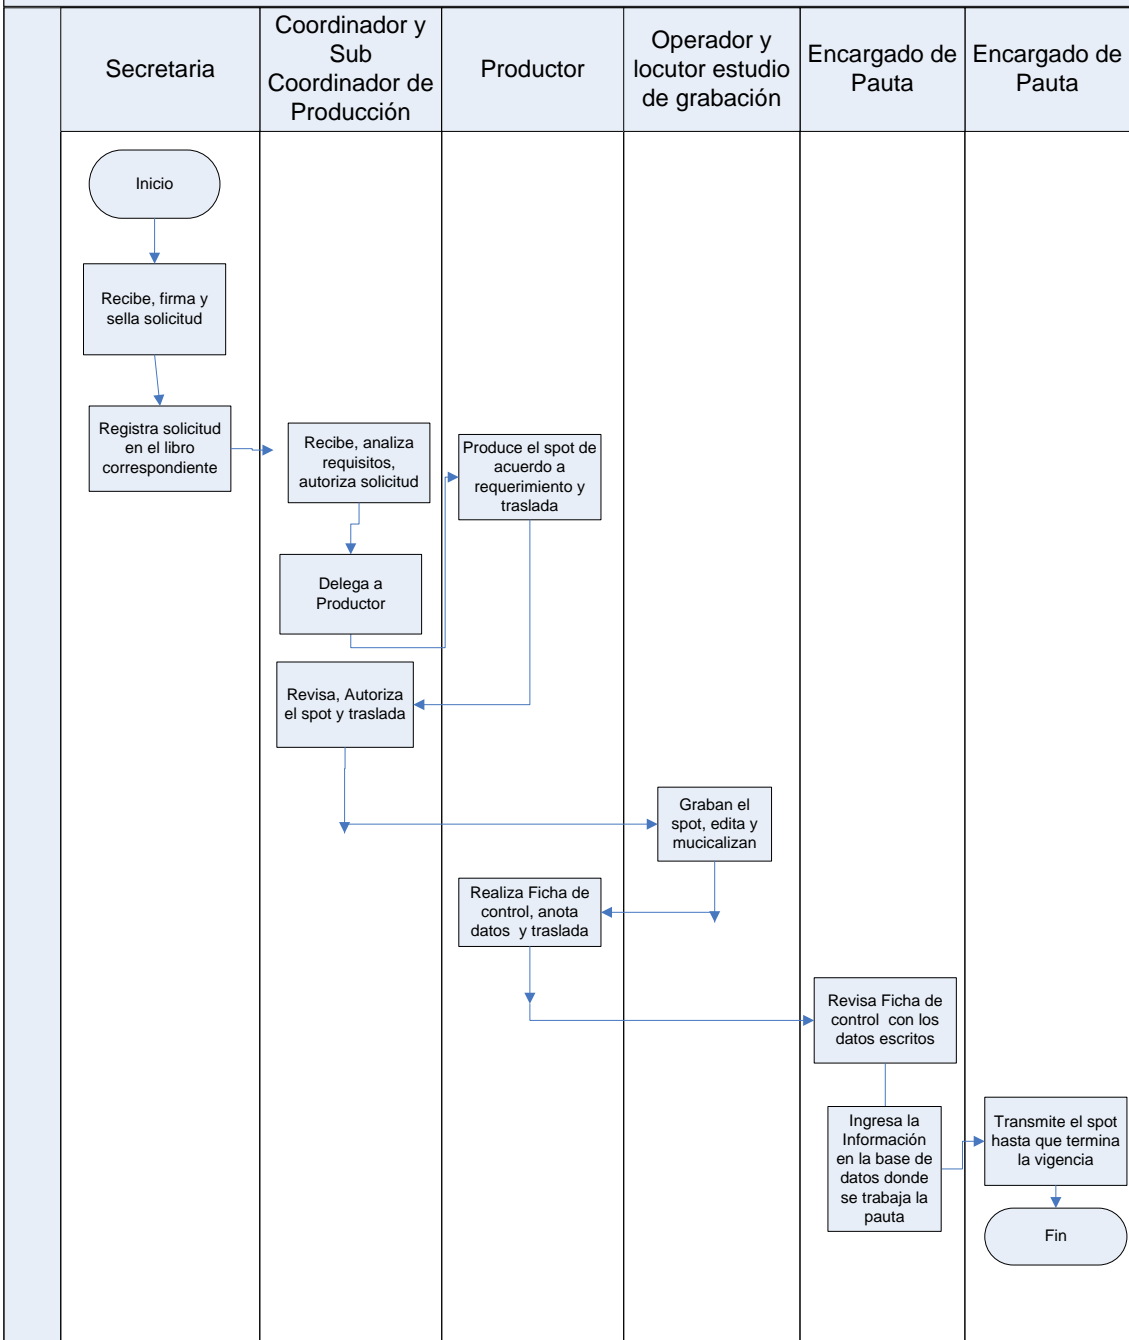 Secretaria
Coordinador y
Sub
Coordinador de
Producción
Productor
Operador y
locutor estudio
de grabación
Encargado de
Pauta
Encargado de
Pauta
Inicio
Recibe, firma y
sella solicitud
Registra solicitud
en el libro
correspondiente
Recibe, analiza
requisitos,
autoriza solicitud
Produce el spot de
acuerdo a
requerimiento y
traslada
Delega a
Productor
Revisa, Autoriza
el spot y traslada
Graban el
spot, edita y
mucicalizan
Realiza Ficha de
control, anota
datos y traslada
Revisa Ficha de
control con los
datos escritos
Ingresa la
Información
en la base de
datos donde
se trabaja la
pauta
Transmite el spot
hasta que termina
la vigencia
Fin